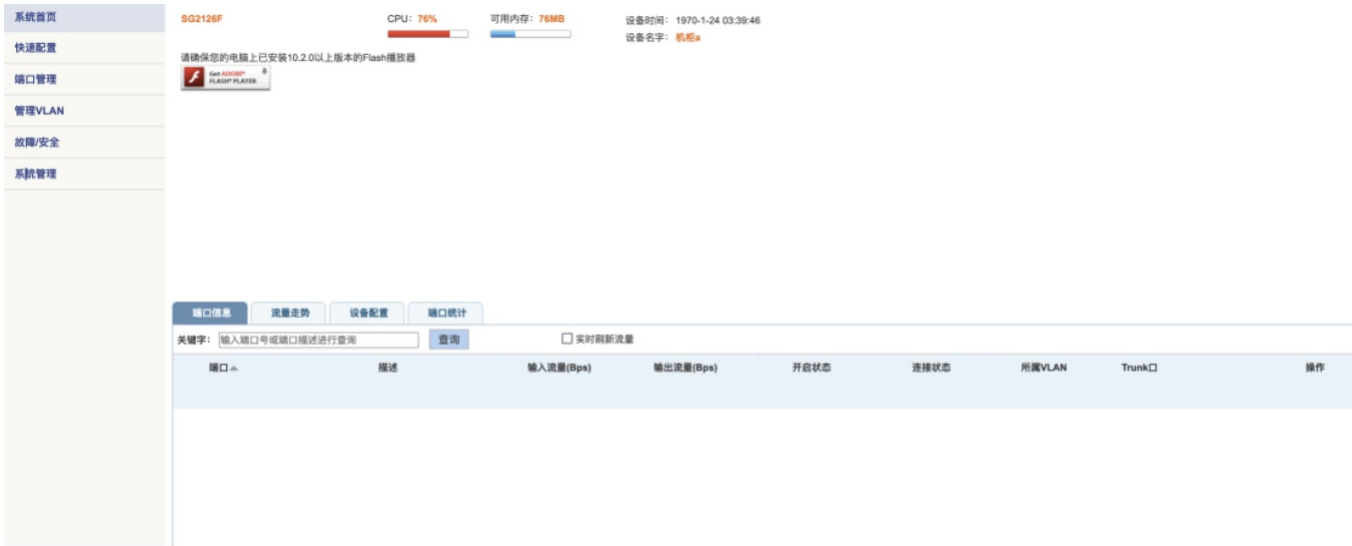 系统首页
快速配置
端口管理
管理VLAN
故障/安全
系统管理
SG2126F CPU：76% 可用内存：76MB 设备时间： 1970-1-24 03:39:46
设备名字： 机柜a
请确保您的电脑上已安装10.2.0以上版本的Flash播放器
Get ADOBE®
FLASH® PLAYER
端口信息 流量走势 设备配置 端口统计
关键字： 输入端口号或端口描述进行查询 查询 实时刷新流量
端口 描述 输入流量(Bps) 输出流量(Bps) 开启状态 连接状态 所属VLAN Trunk口 操作